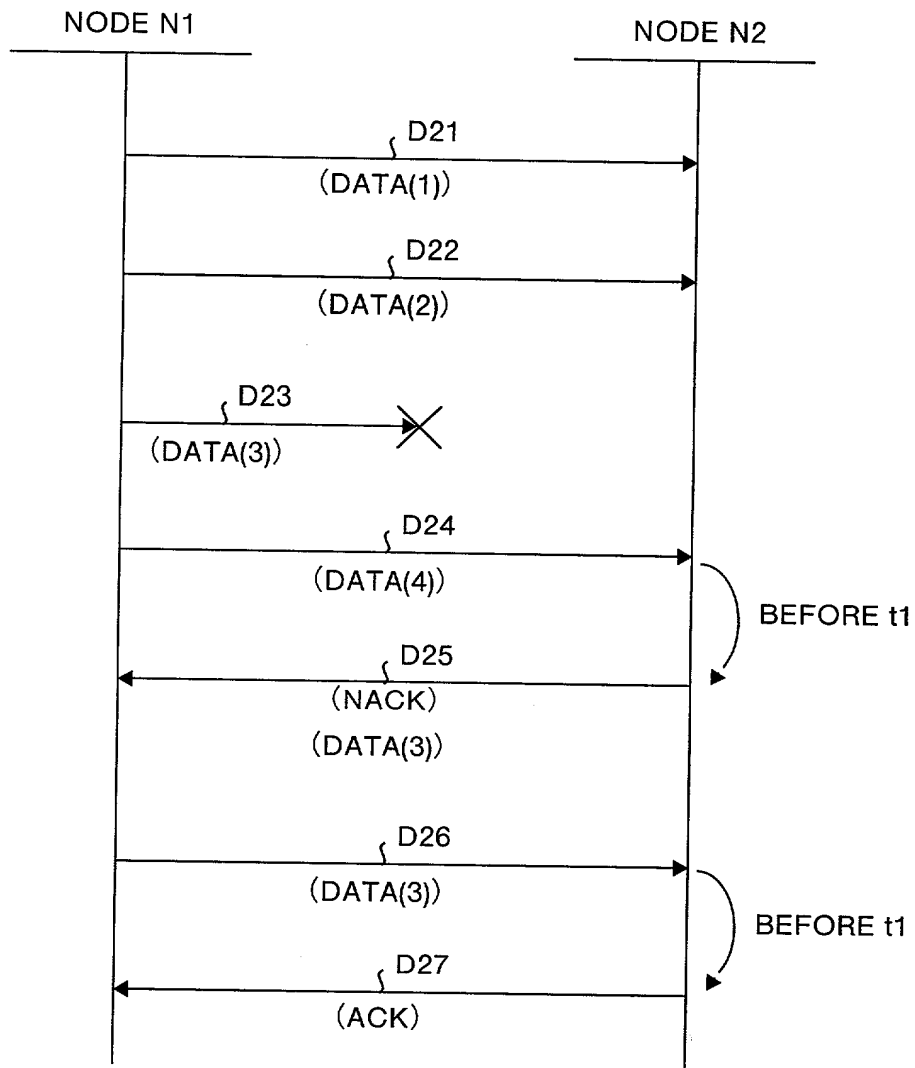 NODE N1
NODE N2
D21
(DATA(1))
D22
(DATA(2))
D23
(DATA(3))
D24
(DATA(4))
BEFORE t1
D25
(NACK)
(DATA(3))
D26
(DATA(3))
BEFORE t1
D27
(ACK)